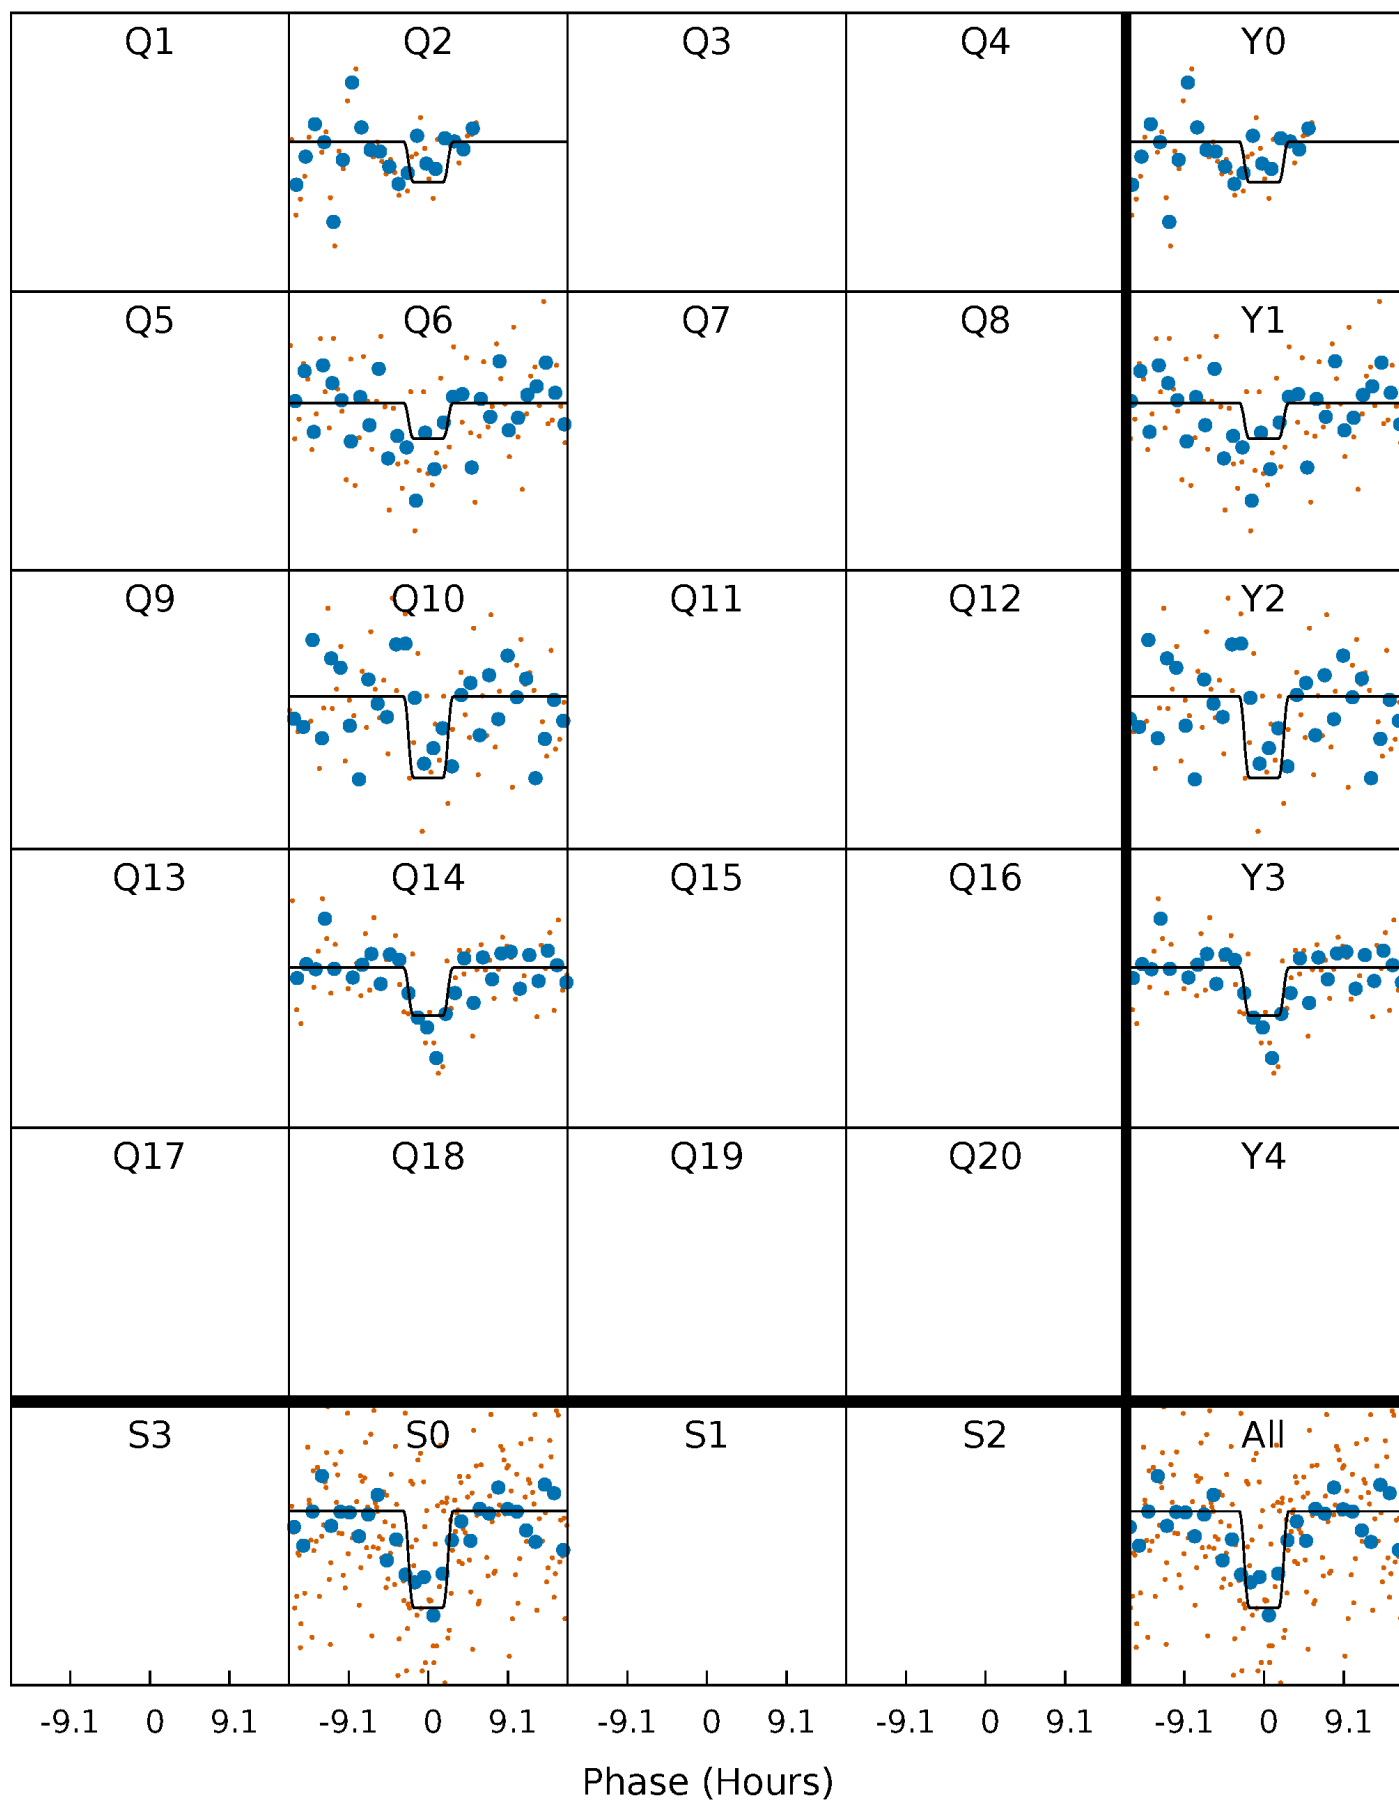 Q1 Q2 Q3 Q4 Y0
Q5 Q6 Q7 Q8 Y1
Q9 Q10 Q11 Q12 Y2
Q13 Q14 Q15 Q16 Y3
Q17 Q18 Q19 Q20 Y4
S3 S0 S1 S2 All
-9.1 0 9.1 -9.1 0 9.1 -9.1 0 9.1 -9.1 0 9.1 -9.1 0 9.1
Phase (Hours)